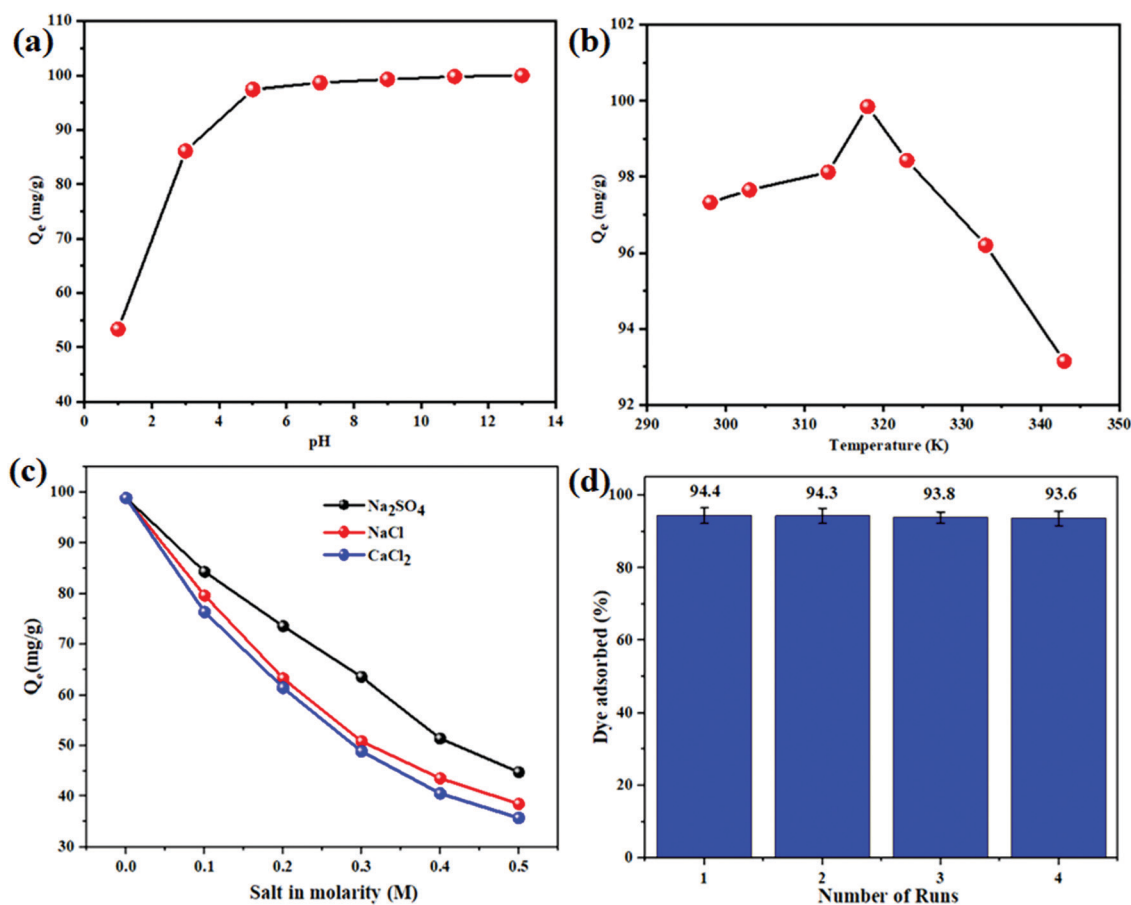 (a)
110
100
90
80
70
60
50
40
Qe (mg/g)
0 2 4 6 8 10 12 14
pH
(b)
102
100
98
96
94
92
Qe (mg/g)
290 300 310 320 330 340 350
Temperature (K)
(c)
100
90
80
70
60
50
40
30
Qe(mg/g)
Na2SO4
NaCl
CaCl2
0.0 0.1 0.2 0.3 0.4 0.5
Salt in molarity (M)
(d)
100
80
60
40
20
0
Dye adsorbed (%)
94.4 94.3 93.8 93.6
1 2 3 4
Number of Runs